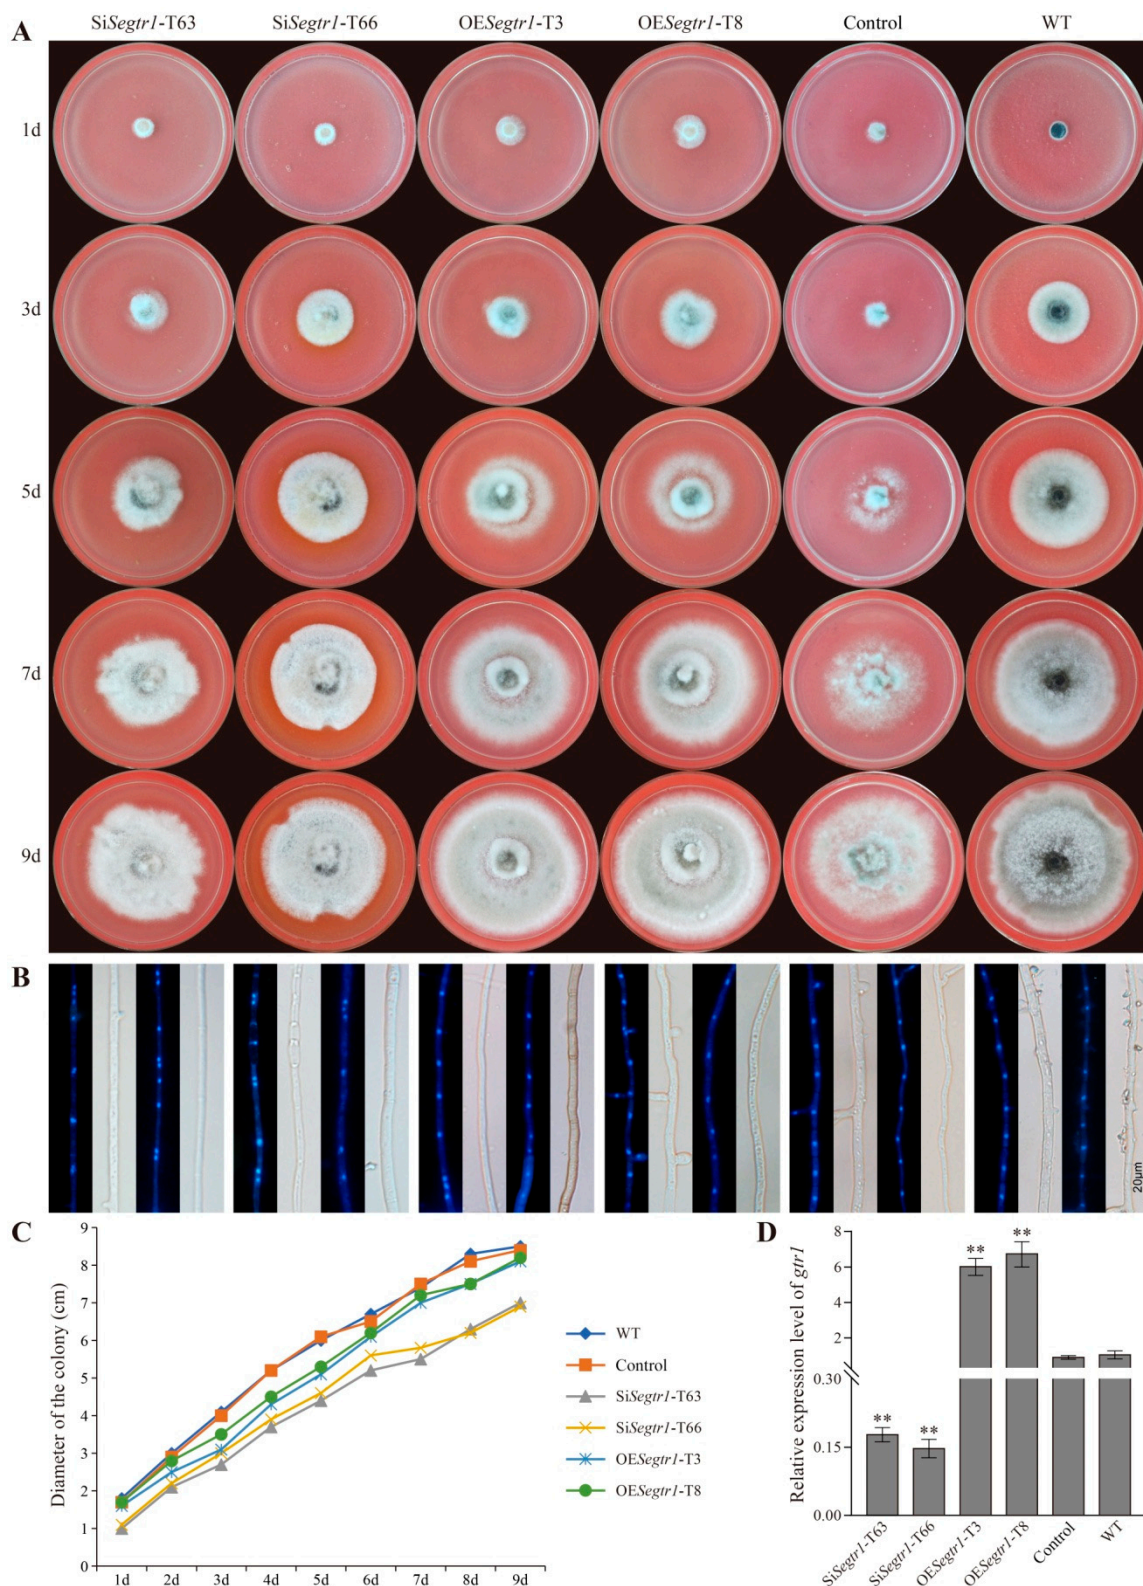 A
SiSegtr1-T63 SiSegtr1-T66 OESegtr1-T3 OESegtr1-T8 Control WT
1d
3d
5d
7d
9d
B
20μm
C
Diameter of the colony (cm)
9
8
7
6
5
4
3
2
1
0
1d 2d 3d 4d 5d 6d 7d 8d 9d
WT
Control
SiSegtr1-T63
SiSegtr1-T66
OESegtr1-T3
OESegtr1-T8
D
Relative expression level of gtr1
8
6
4
2
0.30
0.15
0.00
**
**
**
**
SiSegtr1-T63
SiSegtr1-T66
OESegtr1-T3
OESegtr1-T8
Control
WT